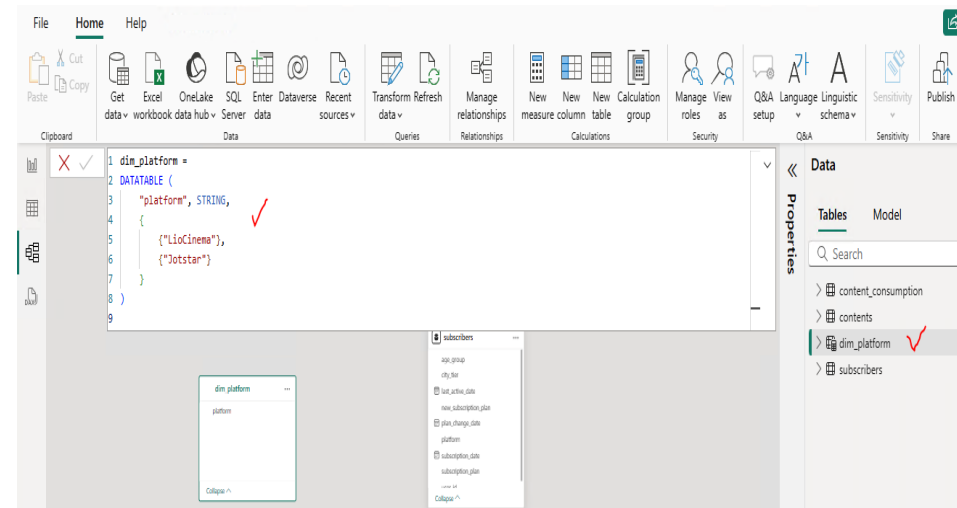 File Home Help
Cut
Copy
Paste
Get data
Excel workbook
OneLake data hub
SQL Server
Enter data
Dataverse
Recent sources
Transform data
Refresh
Manage relationships
New measure
New column
New table
Calculation group
Manage roles
View as
Q&A setup
Language
Linguistic schema
Sensitivity
Publish
Clipboard Data Queries Relationships Calculations Security Q&A Sensitivity Share
1 dim_platform =
2 DATATABLE (
3 "platform", STRING,
4 {
5 {"LioCinema"},
6 {"Jotstar"}
7 }
8 )
9
Properties
Data
Tables Model
Search
content_consumption
contents
dim_platform
subscribers
dim_platform
platform
Collapse
subscribers
age_group
city_tier
last_active_date
new_subscription_plan
plan_change_date
platform
subscription_date
subscription_plan
Collapse